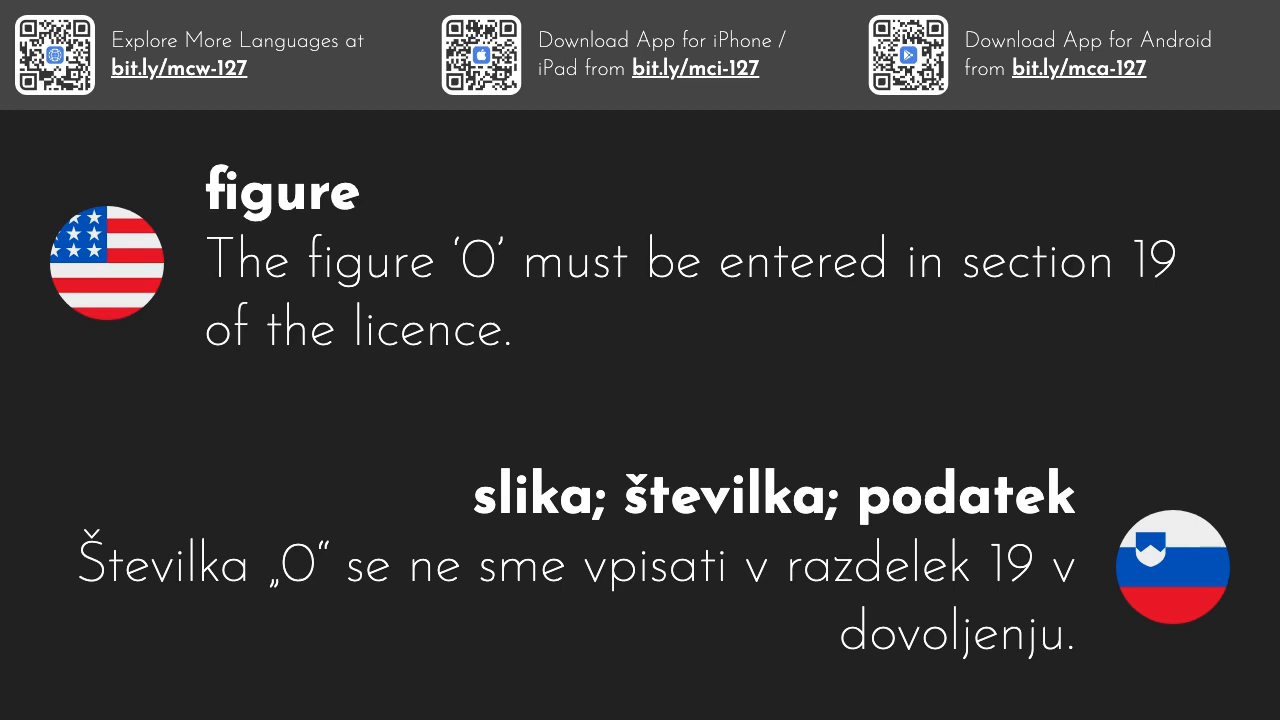 Explore More Languages at
bit.ly/mcw-127
Download App for iPhone /
iPad from bit.ly/mci-127
Download App for Android
from bit.ly/mca-127
figure
The figure ‘0’ must be entered in section 19
of the licence.
slika; številka; podatek
Številka „0“ se ne sme vpisati v razdelek 19 v
dovoljenju.